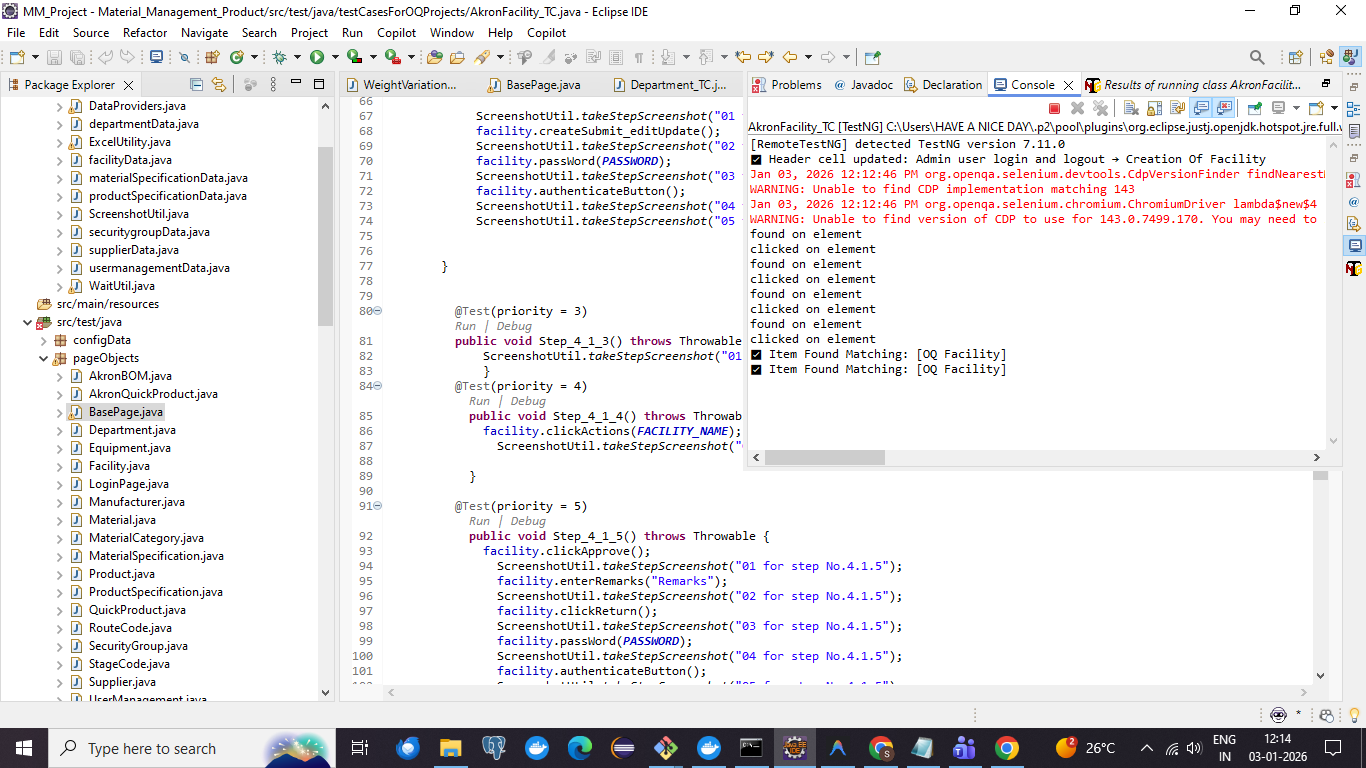 MM_Project - Material_Management_Product/src/test/java/testCasesForOQProjects/AkronFacility_TC.java - Eclipse IDE
File Edit Source Refactor Navigate Search Project Run Copilot Window Help Copilot
Package Explorer
DataProviders.java
departmentData.java
ExcelUtility.java
facilityData.java
materialSpecificationData.java
productSpecificationData.java
ScreenshotUtil.java
securitygroupData.java
supplierData.java
usermanagementData.java
WaitUtil.java
src/main/resources
src/test/java
configData
pageObjects
AkronBOM.java
AkronQuickProduct.java
BasePage.java
Department.java
Equipment.java
Facility.java
LoginPage.java
Manufacturer.java
Material.java
MaterialCategory.java
MaterialSpecification.java
Product.java
ProductSpecification.java
QuickProduct.java
RouteCode.java
SecurityGroup.java
StageCode.java
Supplier.java
UserManagement.java
WeightVariation... BasePage.java Department_TC.j...
66
67 ScreenshotUtil.takeStepScreenshot("01
68 facility.createSubmit_editUpdate();
69 ScreenshotUtil.takeStepScreenshot("02
70 facility.passWord(PASSWORD);
71 ScreenshotUtil.takeStepScreenshot("03
72 facility.authenticateButton();
73 ScreenshotUtil.takeStepScreenshot("04
74 ScreenshotUtil.takeStepScreenshot("05
75
76
77 }
78
79
80 @Test(priority = 3)
Run | Debug
81 public void Step_4_1_3() throws Throwable
82 ScreenshotUtil.takeStepScreenshot("01
83 }
84 @Test(priority = 4)
Run | Debug
85 public void Step_4_1_4() throws Throwab
86 facility.clickActions(FACILITY_NAME);
87 ScreenshotUtil.takeStepScreenshot("
88
89 }
90
91 @Test(priority = 5)
Run | Debug
92 public void Step_4_1_5() throws Throwable {
93 facility.clickApprove();
94 ScreenshotUtil.takeStepScreenshot("01 for step No.4.1.5");
95 facility.enterRemarks("Remarks");
96 ScreenshotUtil.takeStepScreenshot("02 for step No.4.1.5");
97 facility.clickReturn();
98 ScreenshotUtil.takeStepScreenshot("03 for step No.4.1.5");
99 facility.passWord(PASSWORD);
100 ScreenshotUtil.takeStepScreenshot("04 for step No.4.1.5");
101 facility.authenticateButton();
Problems Javadoc Declaration Console Results of running class AkronFacilit...
AkronFacility_TC [TestNG] C:\Users\HAVE A NICE DAY\.p2\pool\plugins\org.eclipse.justj.openjdk.hotspot.jre.full.
[RemoteTestNG] detected TestNG version 7.11.0
✅ Header cell updated: Admin user login and logout → Creation Of Facility
Jan 03, 2026 12:12:46 PM org.openqa.selenium.devtools.CdpVersionFinder findNearest
WARNING: Unable to find CDP implementation matching 143
Jan 03, 2026 12:12:46 PM org.openqa.selenium.chromium.ChromiumDriver lambda$new$4
WARNING: Unable to find version of CDP to use for 143.0.7499.170. You may need to
found on element
clicked on element
found on element
clicked on element
found on element
clicked on element
found on element
clicked on element
✅ Item Found Matching: [OQ Facility]
✅ Item Found Matching: [OQ Facility]
Type here to search
26°C
ENG
IN
12:14
03-01-2026